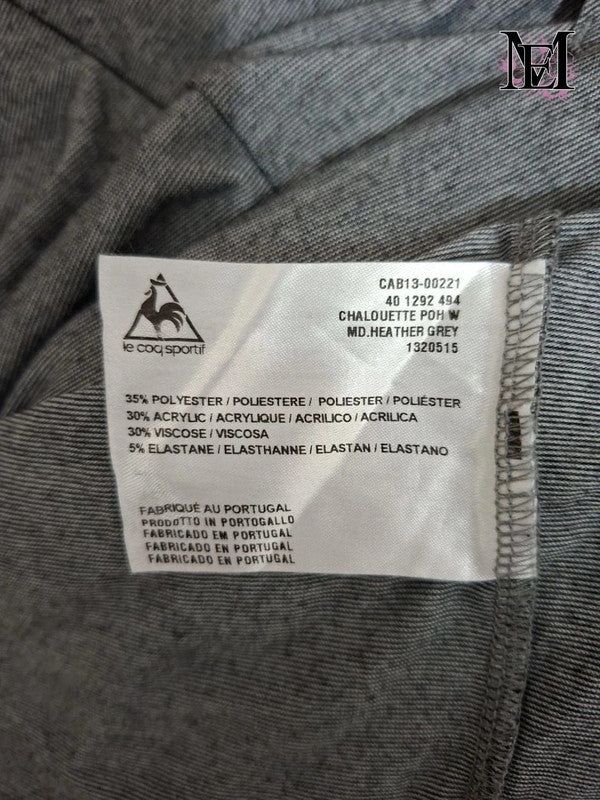 MEI
le coq sportif
CAB13-00221
40 1292 494
CHALOUETTE POH W
MD.HEATHER GREY
1320515
35% POLYESTER / POLIESTERE / POLIESTER / POLIÉSTER
30% ACRYLIC / ACRYLIQUE / ACRILICO / ACRILICA
30% VISCOSE / VISCOSA
5% ELASTANE / ELASTHANNE / ELASTAN / ELASTANO
FABRIQUÉ AU PORTUGAL
PRODOTTO IN PORTOGALLO
FABRICADO EM PORTUGAL
FABRICADO EN PORTUGAL
FABRICADO EN PORTUGAL